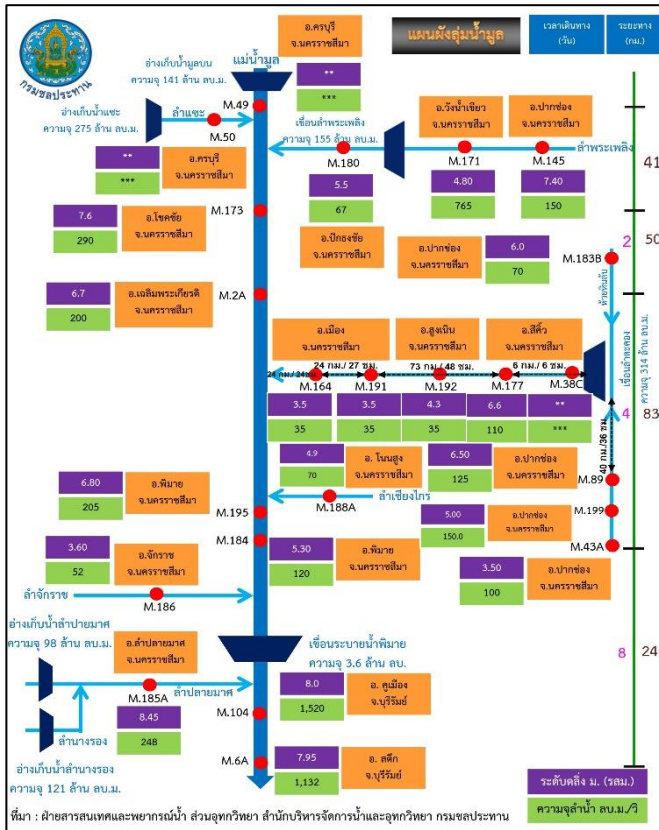 กรมชลประทาน
แผนผังลุ่มน้ำมูล
เวลาเดินทาง
(วัน)
ระยะทาง
(กม.)
อ.ครบุรี
จ.นครราชสีมา
**
***
แม่น้ำมูล
อ่างเก็บน้ำมูลบน
ความจุ 141 ล้าน ลบ.ม.
M.49
อ่างเก็บน้ำแซะ
ความจุ 275 ล้าน ลบ.ม.
ลำแซะ
M.50
**
***
อ.ครบุรี
จ.นครราชสีมา
เขื่อนลำพระเพลิง
ความจุ 155 ล้าน ลบ.ม.
อ.วังน้ำเขียว
จ.นครราชสีมา
อ.ปากช่อง
จ.นครราชสีมา
ลำพระเพลิง
M.180
M.171
M.145
41
5.5
67
4.80
765
7.40
150
7.6
290
อ.โชคชัย
จ.นครราชสีมา
M.173
อ.ปักธงชัย
จ.นครราชสีมา
อ.ปากช่อง
จ.นครราชสีมา
6.0
70
2
50
M.183B
ห้วยหินลับ
6.7
200
อ.เฉลิมพระเกียรติ
จ.นครราชสีมา
M.2A
อ.เมือง
จ.นครราชสีมา
อ.สูงเนิน
จ.นครราชสีมา
อ.สีคิ้ว
จ.นครราชสีมา
24 กม./ 27 ชม.
73 กม./ 48 ชม.
6 กม./ 6 ชม.
M.164
M.191
M.192
M.177
M.38C
เขื่อนลำตะคอง
ความจุ 314 ล้าน ลบ.ม.
3.5
35
3.5
35
4.3
35
6.6
110
**
***
4
83
40 กม./36 ชม.
4.9
70
อ. โนนสูง
จ.นครราชสีมา
6.50
125
อ.ปากช่อง
จ.นครราชสีมา
M.89
6.80
205
อ.พิมาย
จ.นครราชสีมา
M.195
M.188A
ลำเชียงไกร
5.00
150.0
อ.ปากช่อง
จ.นครราชสีมา
M.199
M.184
M.43A
3.60
52
อ.จักราช
จ.นครราชสีมา
5.30
120
อ.พิมาย
จ.นครราชสีมา
3.50
100
อ.ปากช่อง
จ.นครราชสีมา
ลำจักราช
M.186
อ่างเก็บน้ำลำปายมาศ
ความจุ 98 ล้าน ลบ.ม.
อ.ลำปลายมาศ
จ.นครราชสีมา
เขื่อนระบายน้ำพิมาย
ความจุ 3.6 ล้าน ลบ.
8
24
M.185A
ลำปลายมาศ
8.0
1,520
อ. คูเมือง
จ.บุรีรัมย์
M.104
8.45
248
ลำนางรอง
อ่างเก็บน้ำลำนางรอง
ความจุ 121 ล้าน ลบ.ม.
M.6A
7.95
1,132
อ. สตึก
จ.บุรีรัมย์
ระดับตลิ่ง ม. (รสม.)
ความจุลำน้ำ ลบ.ม./วิ
ที่มา : ฝ่ายสารสนเทศและพยากรณ์น้ำ ส่วนอุทกวิทยา สำนักบริหารจัดการน้ำและอุทกวิทยา กรมชลประทาน